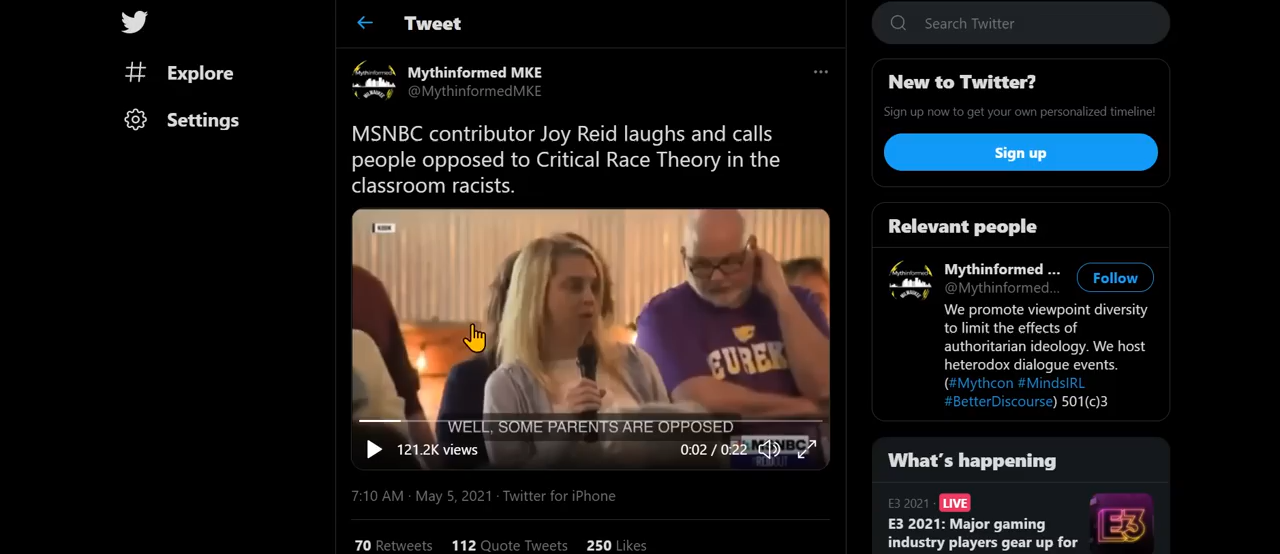 Tweet
Explore
Settings
Mythinformed MKE
@MythinformedMKE
MSNBC contributor Joy Reid laughs and calls
people opposed to Critical Race Theory in the
classroom racists.
EUREK
WELL, SOME PARENTS ARE OPPOSED
MSNBC
121.2K views
0:02 / 0:22
7:10 AM · May 5, 2021 · Twitter for iPhone
70 Retweets 112 Quote Tweets 250 Likes
Search Twitter
New to Twitter?
Sign up now to get your own personalized timeline!
Sign up
Relevant people
Mythinformed ...
@Mythinformed...
Follow
We promote viewpoint diversity
to limit the effects of
authoritarian ideology. We host
heterodox dialogue events.
(#Mythcon #MindsIRL
#BetterDiscourse) 501(c)3
What's happening
E3 2021 · LIVE
E3 2021: Major gaming
industry players gear up for
E3